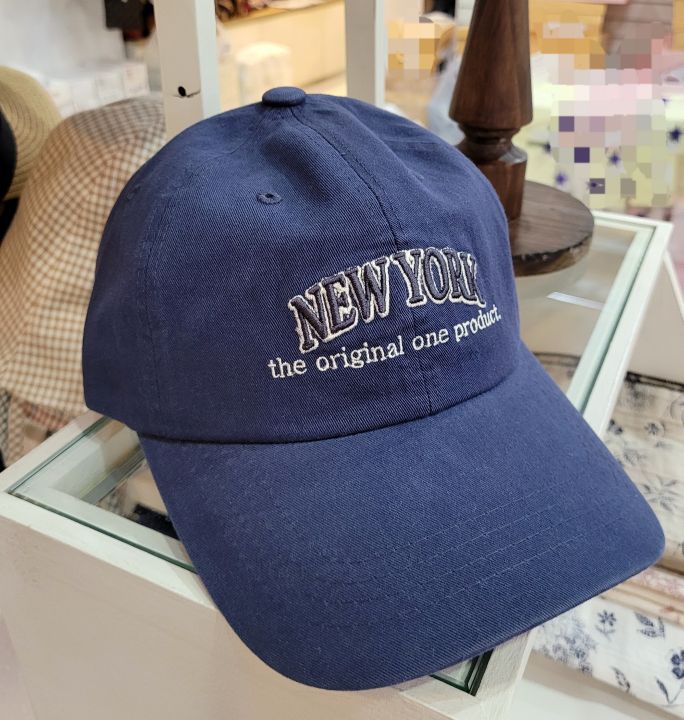 NEW YORK
the original one product.